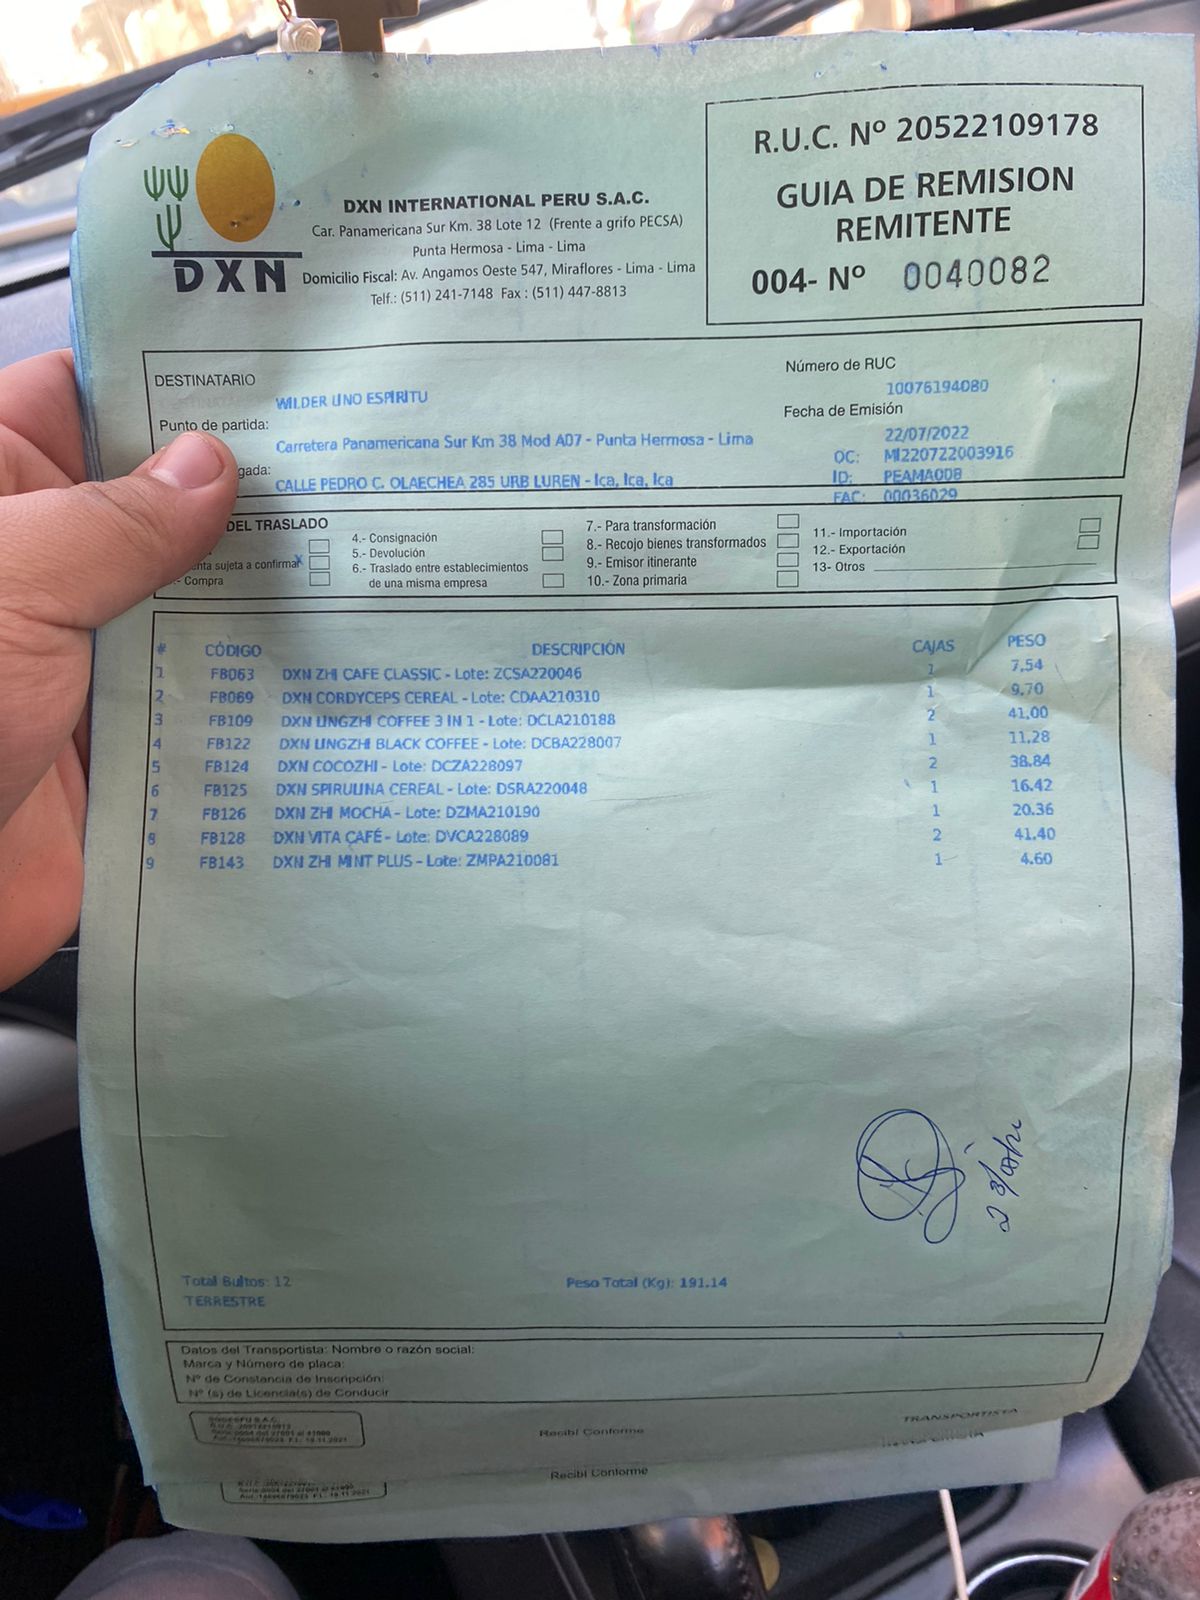 DXN
DXN INTERNATIONAL PERU S.A.C.
Car. Panamericana Sur Km. 38 Lote 12 (Frente a grifo PECSA)
Punta Hermosa - Lima - Lima
Domicilio Fiscal: Av. Angamos Oeste 547, Miraflores - Lima - Lima
Telf.: (511) 241-7148 Fax : (511) 447-8813
R.U.C. Nº 20522109178
GUIA DE REMISION
REMITENTE
004- Nº 0040082
DESTINATARIO
WILDER LINO ESPIRITU
Número de RUC
10076194080
Punto de partida:
Carretera Panamericana Sur Km 38 Mod A07 - Punta Hermosa - Lima
Fecha de Emisión
22/07/2022
gada:
CALLE PEDRO C. OLAECHEA 285 URB LUREN - Ica, Ica, Ica
OC: MI220722003916
ID: PEAMA008
FAC: 00036029
DEL TRASLADO
nta sujeta a confirmar X
.- Compra
4.- Consignación
5.- Devolución
6.- Traslado entre establecimientos
de una misma empresa
7.- Para transformación
8.- Recojo bienes transformados
9.- Emisor itinerante
10.- Zona primaria
11.- Importación
12.- Exportación
13.- Otros
# CÓDIGO DESCRIPCIÓN CAJAS PESO
1 FB063 DXN ZHI CAFE CLASSIC - Lote: ZCSA220046 1 7,54
2 FB069 DXN CORDYCEPS CEREAL - Lote: CDAA210310 1 9.70
3 FB109 DXN LINGZHI COFFEE 3 IN 1 - Lote: DCLA210188 2 41,00
4 FB122 DXN LINGZHI BLACK COFFEE - Lote: DCBA228007 1 11,28
5 FB124 DXN COCOZHI - Lote: DCZA228097 2 38.84
6 FB125 DXN SPIRULINA CEREAL - Lote: DSRA220048 1 16.42
7 FB126 DXN ZHI MOCHA - Lote: DZMA210190 1 20.36
8 FB128 DXN VITA CAFÉ - Lote: DVCA228089 2 41.40
9 FB143 DXN ZHI MINT PLUS - Lote: ZMPA210081 1 4.60
Total Bultos: 12
Peso Total (Kg): 191.14
TERRESTRE
Datos del Transportista: Nombre o razón social:
Marca y Número de placa:
Nº de Constancia de Inscripción:
Nº (s) de Licencia(s) de Conducir
Recibí Conforme
TRANSPORTISTA
Recibí Conforme